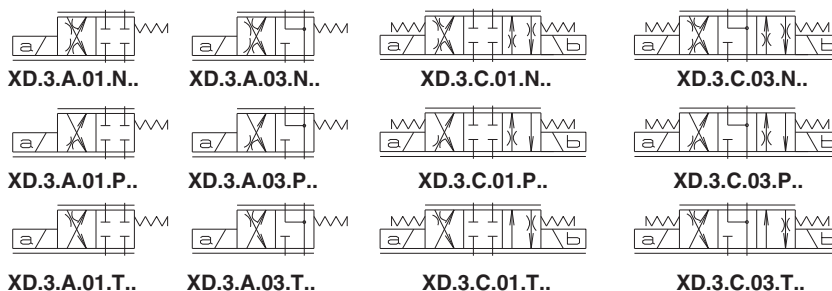 a a a b a b
XD.3.A.01.N.. XD.3.A.03.N.. XD.3.C.01.N.. XD.3.C.03.N..
a a a b a b
XD.3.A.01.P.. XD.3.A.03.P.. XD.3.C.01.P.. XD.3.C.03.P..
a a a b a b
XD.3.A.01.T.. XD.3.A.03.T.. XD.3.C.01.T.. XD.3.C.03.T..